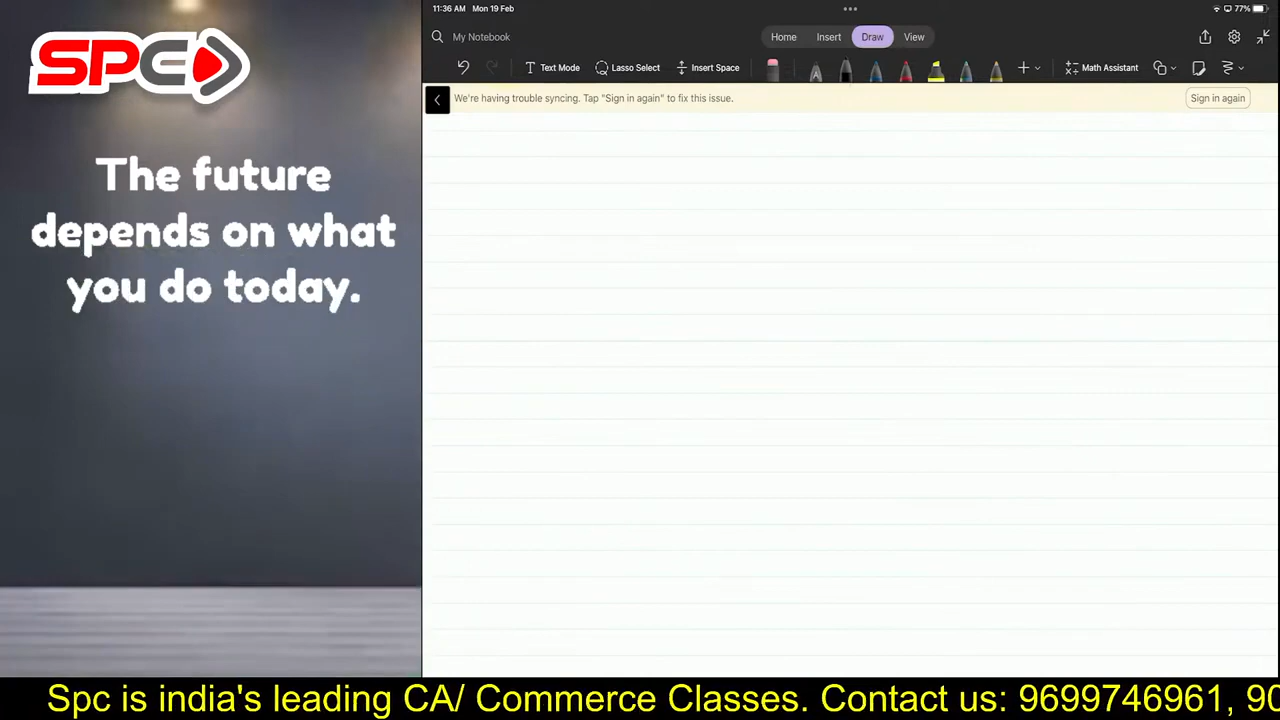 SPC
The future
depends on what
you do today.
11:36 AM Mon 19 Feb
77%
My Notebook
Home Insert Draw View
Text Mode Lasso Select Insert Space Math Assistant
We're having trouble syncing. Tap "Sign in again" to fix this issue. Sign in again
Spc is india's leading CA/ Commerce Classes. Contact us: 9699746961, 90